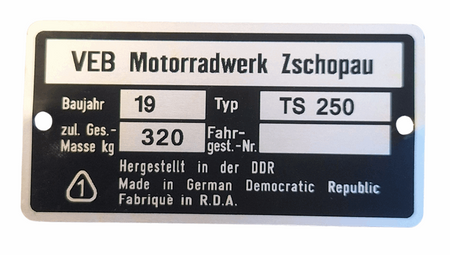 VEB Motorradwerk Zschopau
Baujahr 19 Typ TS 250
zul. Ges.- Masse kg 320 Fahr- gest.-Nr.
Hergestellt in der DDR
1 Made in German Democratic Republic
Fabriquè in R.D.A.